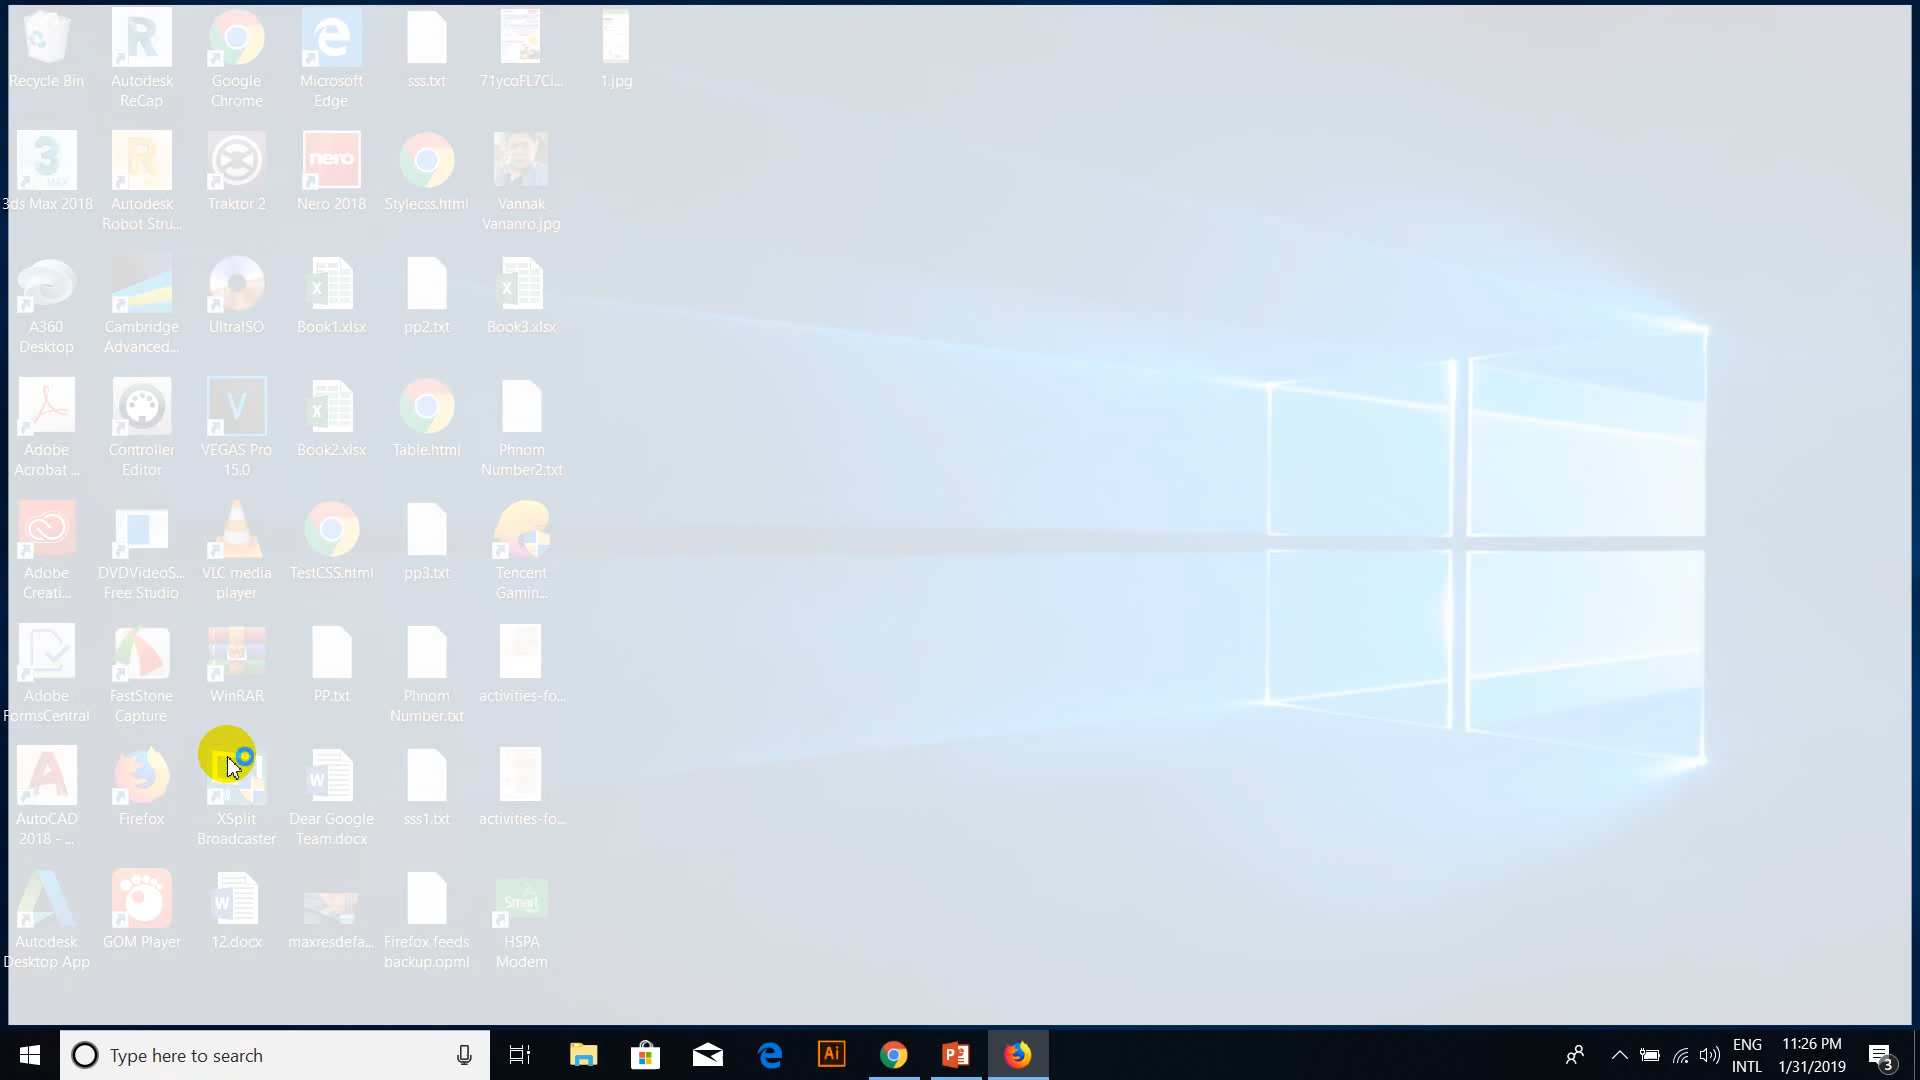 Recycle Bin
Autodesk
ReCap
Google
Chrome
Microsoft
Edge
sss.txt
71ycoFL7Ci...
1.jpg
3ds Max 2018
Autodesk
Robot Stru...
Traktor 2
nero
Nero 2018
Stylecss.html
Vannak
Vananro.jpg
A360
Desktop
Cambridge
Advanced...
UltraISO
Book1.xlsx
pp2.txt
Book3.xlsx
Adobe
Acrobat ...
Controller
Editor
VEGAS Pro
15.0
Book2.xlsx
Table.html
Phnom
Number2.txt
Adobe
Creati...
DVDVideoS...
Free Studio
VLC media
player
TestCSS.html
pp3.txt
Tencent
Gamin...
Adobe
FormsCentral
FastStone
Capture
WinRAR
PP.txt
Phnom
Number.txt
activities-fo...
AutoCAD
2018 - ...
Firefox
XSplit
Broadcaster
Dear Google
Team.docx
sss1.txt
activities-fo...
Autodesk
Desktop App
GOM Player
12.docx
maxresdefa...
Firefox feeds
backup.opml
Smart
HSPA
Modem
Type here to search
Ai
ENG
INTL
11:26 PM
1/31/2019
3